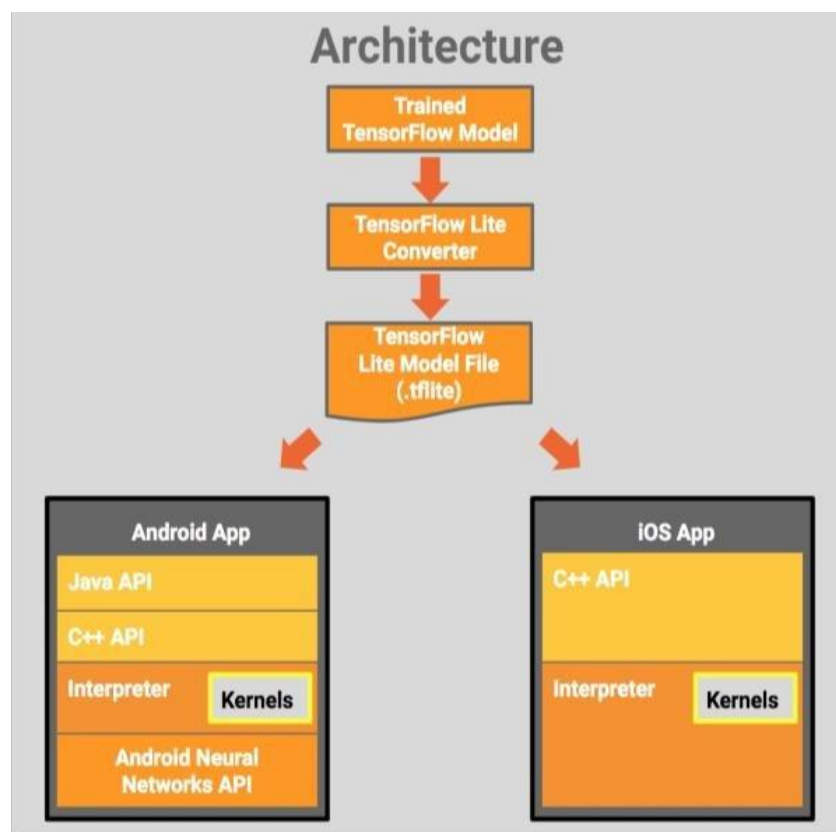 Architecture
Trained
TensorFlow Model
TensorFlow Lite
Converter
TensorFlow
Lite Model File
(.tflite)
Android App
Java API
C++ API
Interpreter
Kernels
Android Neural
Networks API
iOS App
C++ API
Interpreter
Kernels